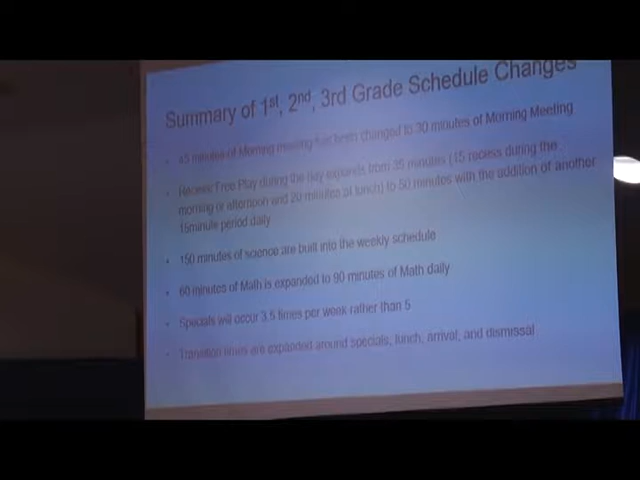 Summary of 1st, 2nd, 3rd Grade Schedule Changes
• 15 minutes of Morning meeting has been changed to 30 minutes of Morning Meeting
• Recess/Free Play during the day expands from 35 minutes (15 recess during the
morning or afternoon and 20 minutes at lunch) to 50 minutes with the addition of another
15minute period daily
• 150 minutes of science are built into the weekly schedule
• 60 minutes of Math is expanded to 90 minutes of Math daily
• Specials will occur 3.5 times per week rather than 5
• Transition times are expanded around specials, lunch, arrival, and dismissal